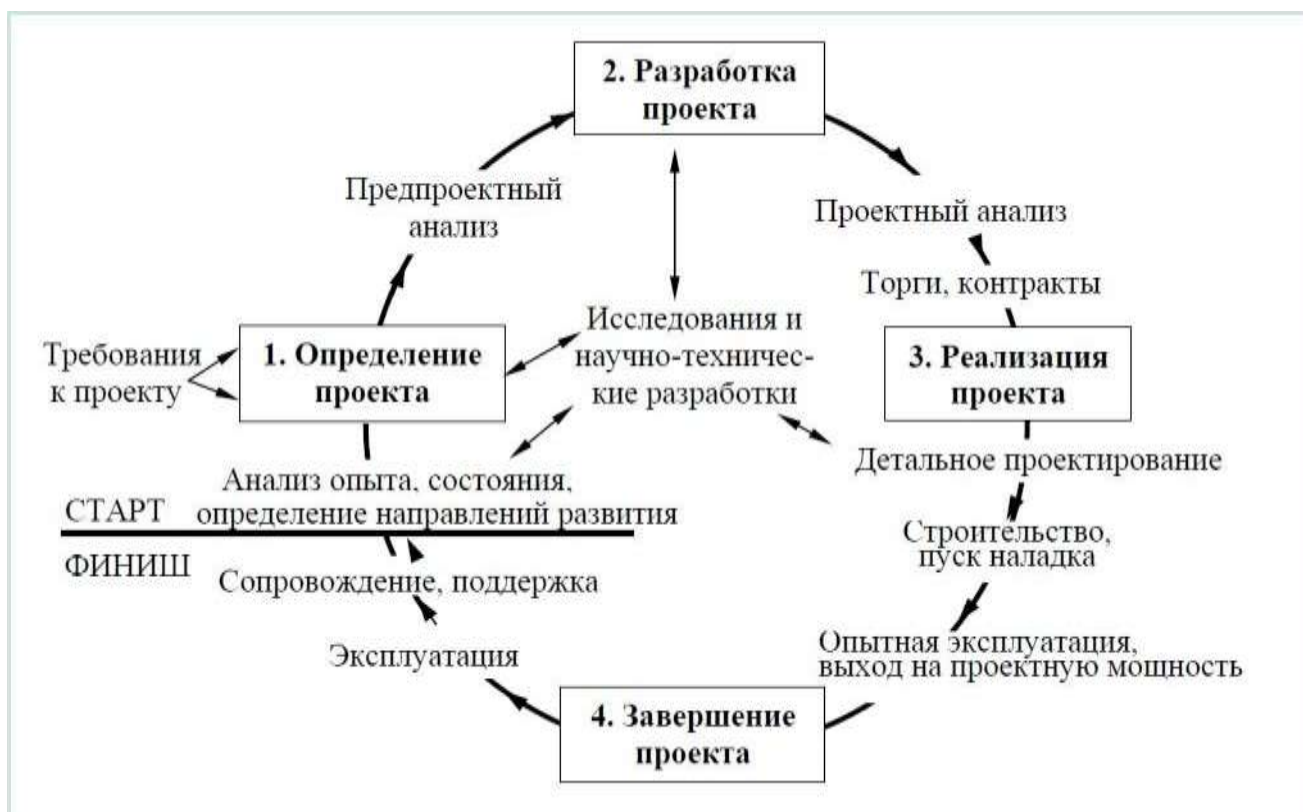 2. Разработка
проекта
Предпроектный
анализ
Проектный анализ
Торги, контракты
Требования
к проекту
1. Определение
проекта
Исследования и
научно-техничес-
кие разработки
3. Реализация
проекта
Детальное проектирование
Анализ опыта, состояния,
определение направлений развития
СТАРТ
ФИНИШ
Строительство,
пуск наладка
Сопровождение, поддержка
Эксплуатация
Опытная эксплуатация,
выход на проектную мощность
4. Завершение
проекта